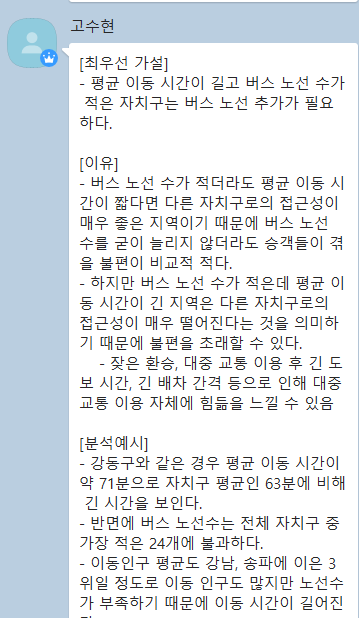 고수현
[최우선 가설]
- 평균 이동 시간이 길고 버스 노선 수가
적은 자치구는 버스 노선 추가가 필요
하다.
[이유]
- 버스 노선 수가 적더라도 평균 이동 시
간이 짧다면 다른 자치구로의 접근성이
매우 좋은 지역이기 때문에 버스 노선
수를 굳이 늘리지 않더라도 승객들이 겪
을 불편이 비교적 적다.
- 하지만 버스 노선 수가 적은데 평균 이
동 시간이 긴 지역은 다른 자치구로의
접근성이 매우 떨어진다는 것을 의미하
기 때문에 불편을 초래할 수 있다.
- 잦은 환승, 대중 교통 이용 후 긴 도
보 시간, 긴 배차 간격 등으로 인해 대중
교통 이용 자체에 힘듦을 느낄 수 있음
[분석예시]
- 강동구와 같은 경우 평균 이동 시간이
약 71분으로 자치구 평균인 63분에 비해
긴 시간을 보인다.
- 반면에 버스 노선수는 전체 자치구 중
가장 적은 24개에 불과하다.
- 이동인구 평균도 강남, 송파에 이은 3
위일 정도로 이동 인구도 많지만 노선수
가 부족하기 때문에 이동 시간이 길어진